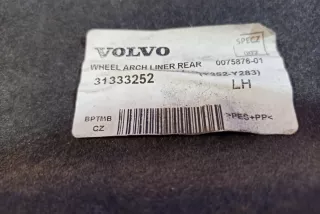 VOLVO
WHEEL ARCH LINER REAR 0075876-01
31333252
LH
BPTMB
CZ
>PES+PP<